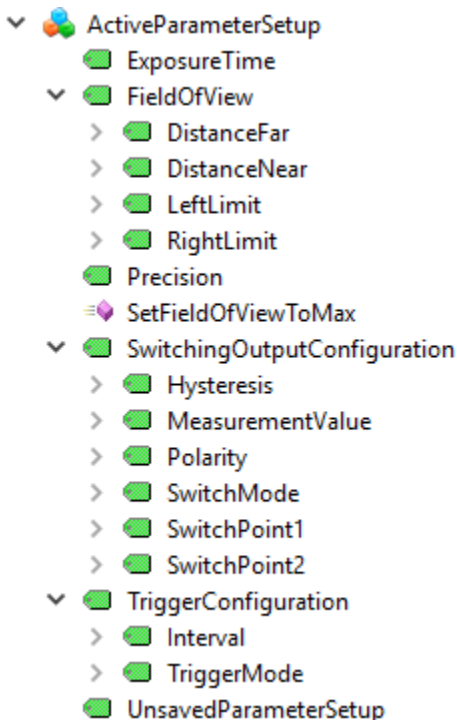 ActiveParameterSetup
ExposureTime
FieldOfView
DistanceFar
DistanceNear
LeftLimit
RightLimit
Precision
SetFieldOfViewToMax
SwitchingOutputConfiguration
Hysteresis
MeasurementValue
Polarity
SwitchMode
SwitchPoint1
SwitchPoint2
TriggerConfiguration
Interval
TriggerMode
UnsavedParameterSetup